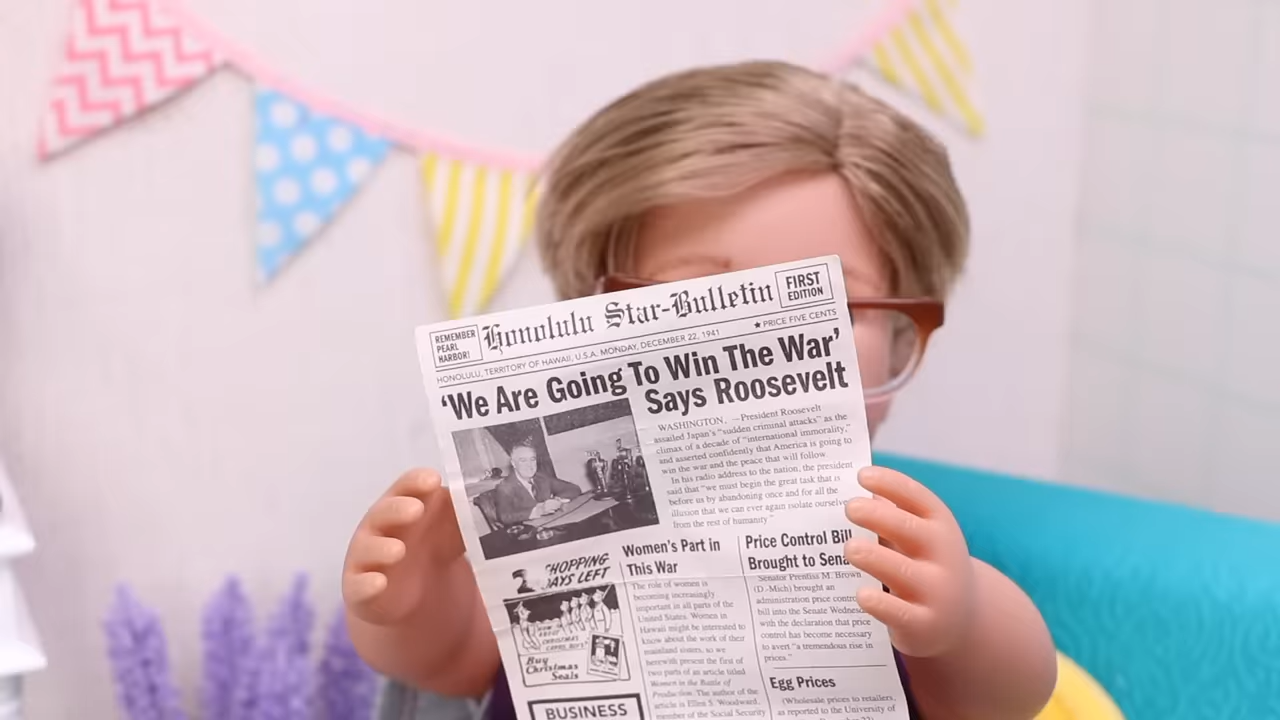 REMEMBER
PEARL
HARBOR!
Honolulu Star-Bulletin
FIRST
EDITION
HONOLULU, TERRITORY OF HAWAII, U.S.A. MONDAY, DECEMBER 22, 1941
★ PRICE FIVE CENTS
‘We Are Going To Win The War’
Says Roosevelt
WASHINGTON, —President Roosevelt
assailed Japan's "sudden criminal attacks" as the
climax of a decade of "international immorality,"
and asserted confidently that America is going to
win the war and the peace that will follow.
In his radio address to the nation, the president
said that "we must begin the great task that is
before us by abandoning once and for all the
illusion that we can ever again isolate ourselve
from the rest of humanity."
HOPPING
AYS LEFT
Buy
Christmas
Seals
BUSINESS
Women's Part in
This War
The role of women is
becoming increasingly
important in all parts of the
United States. Women in
Hawaii might be interested to
know about the work of their
mainland sisters, so we
herewith present the first of
two parts of an article titled
Women in the Battle of
Production. The author of the
article is Ellen S. Woodward,
member of the Social Security
Price Control Bill
Brought to Sena
Senator Prentiss M. Brown
(D.-Mich) brought an
administration price contro
bill into the Senate Wednesd
with the declaration that price
control has become necessary
to avert "a tremendous rise in
prices."
Egg Prices
(Wholesale prices to retailers,
as reported to the University of